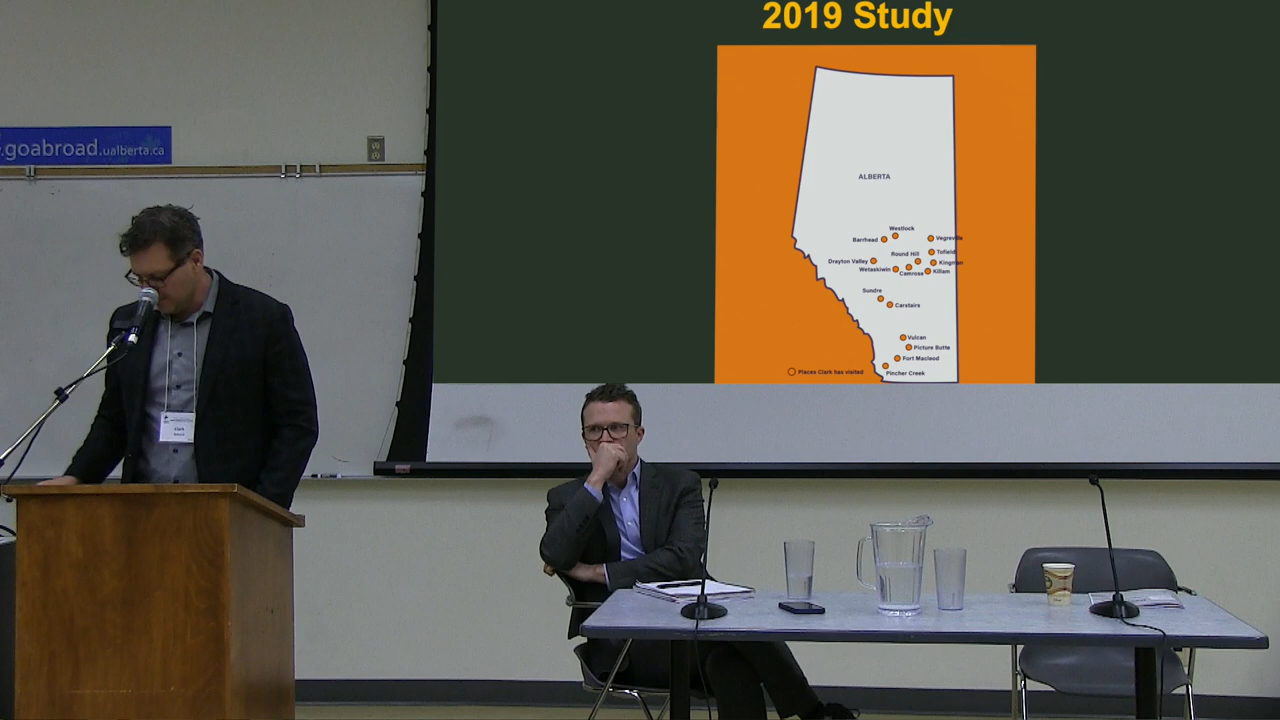 2019 Study
.goabroad.ualberta.ca
ALBERTA
Westlock
Barrhead
Vegreville
Tofield
Round Hill
Drayton Valley
Kingman
Wetaskiwin
Camrose
Killam
Sundre
Carstairs
Vulcan
Picture Butte
Fort Macleod
Places Clark has visited
Pincher Creek
Clark